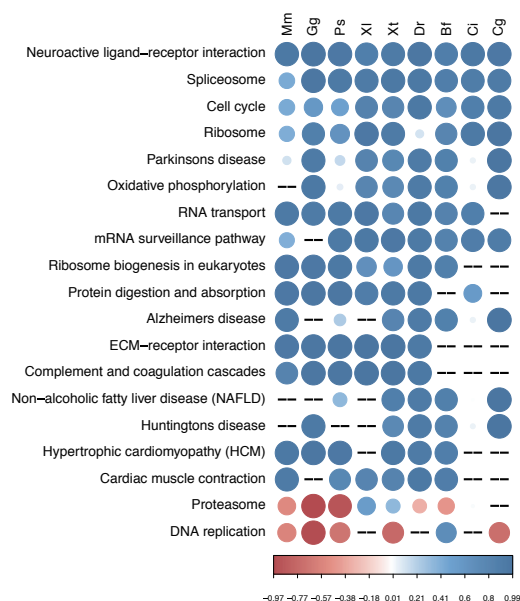 Mm Gg Ps Xl Xt Dr Bf Ci Cg
Neuroactive ligand−receptor interaction
Spliceosome
Cell cycle
Ribosome
Parkinsons disease
Oxidative phosphorylation
RNA transport
mRNA surveillance pathway
Ribosome biogenesis in eukaryotes
Protein digestion and absorption
Alzheimers disease
ECM−receptor interaction
Complement and coagulation cascades
Non−alcoholic fatty liver disease (NAFLD)
Huntingtons disease
Hypertrophic cardiomyopathy (HCM)
Cardiac muscle contraction
Proteasome
DNA replication
−0.97 −0.77 −0.57 −0.38 −0.18 0.01 0.21 0.41 0.6 0.8 0.99